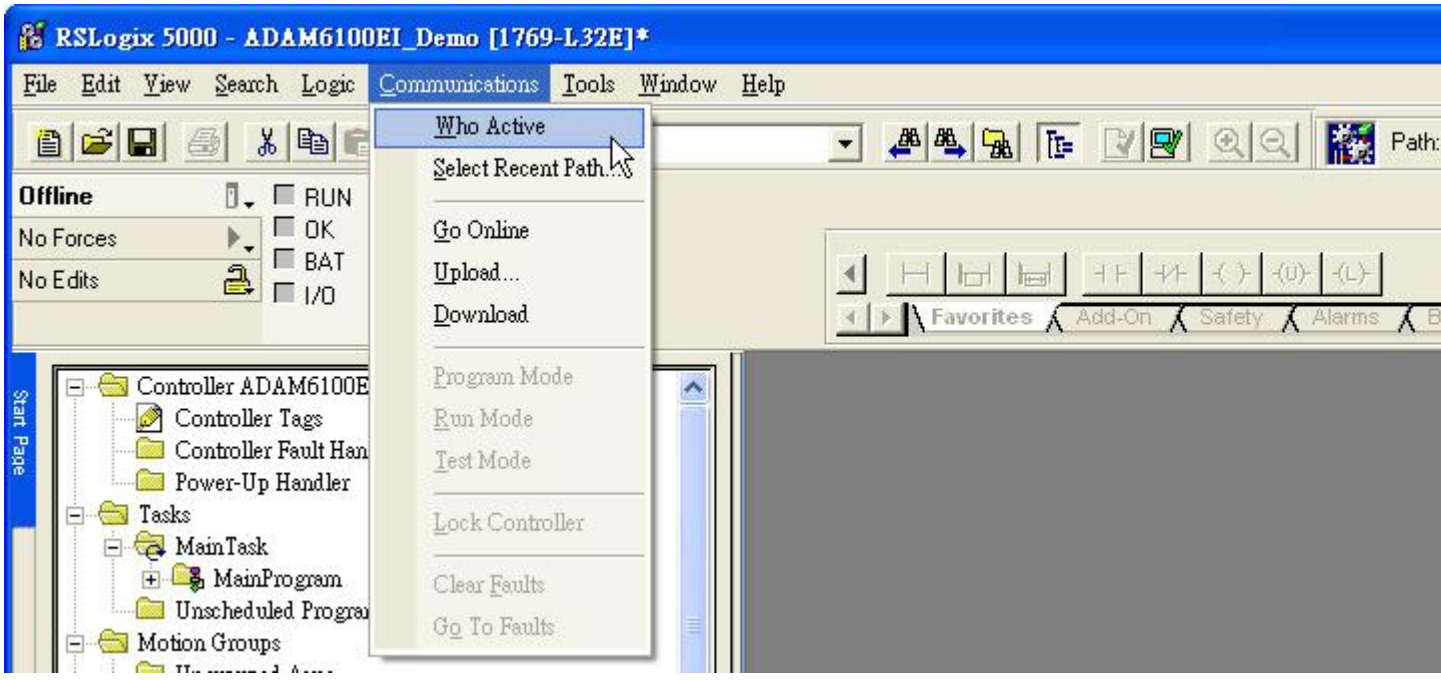 RSLogix 5000 - ADAM6100EI_Demo [1769-L32E]*
File Edit View Search Logic Communications Tools Window Help
Path:
Who Active
Select Recent Path...
Go Online
Upload...
Download
Program Mode
Run Mode
Test Mode
Lock Controller
Clear Faults
Go To Faults
Offline
RUN
No Forces
OK
BAT
No Edits
I/O
Favorites Add-On Safety Alarms B
Start Page
Controller ADAM6100E
Controller Tags
Controller Fault Han
Power-Up Handler
Tasks
MainTask
MainProgram
Unscheduled Progra
Motion Groups